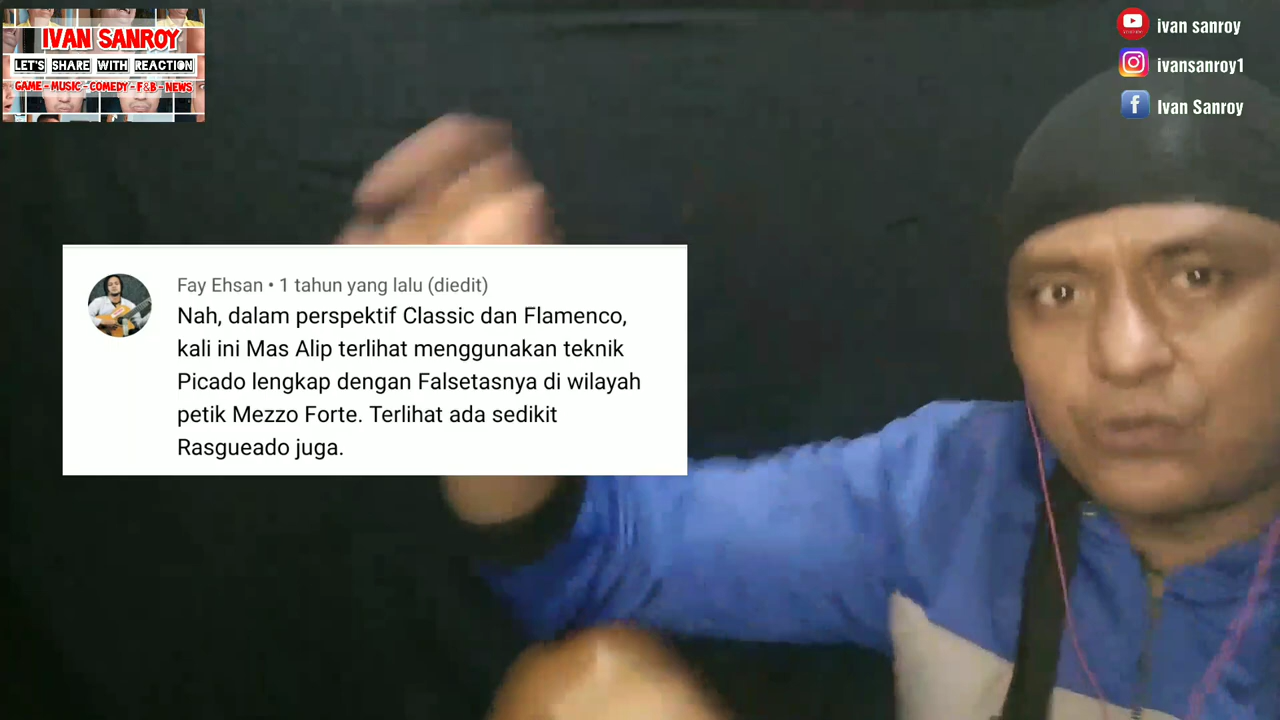 IVAN SANROY
LET'S SHARE WITH REACTION
GAME - MUSIC - COMEDY - F&B - NEWS
ivan sanroy
ivansanroy1
Ivan Sanroy
Fay Ehsan • 1 tahun yang lalu (diedit)
Nah, dalam perspektif Classic dan Flamenco,
kali ini Mas Alip terlihat menggunakan teknik
Picado lengkap dengan Falsetasnya di wilayah
petik Mezzo Forte. Terlihat ada sedikit
Rasgueado juga.